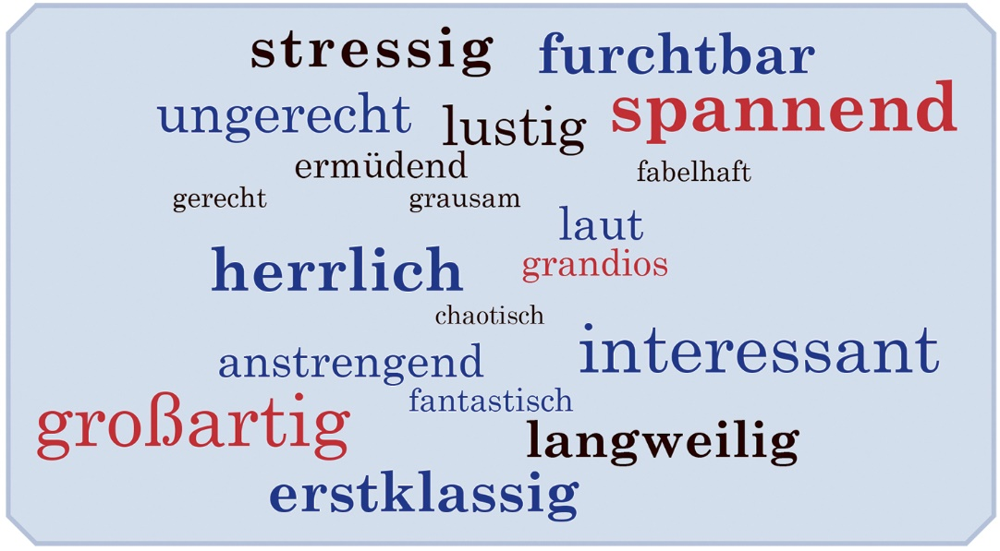 stressig furchtbar
ungerecht lustig spannend
ermüdend fabelhaft
gerecht grausam
laut
herrlich grandios
chaotisch
anstrengend interessant
fantastisch
großartig langweilig
erstklassig